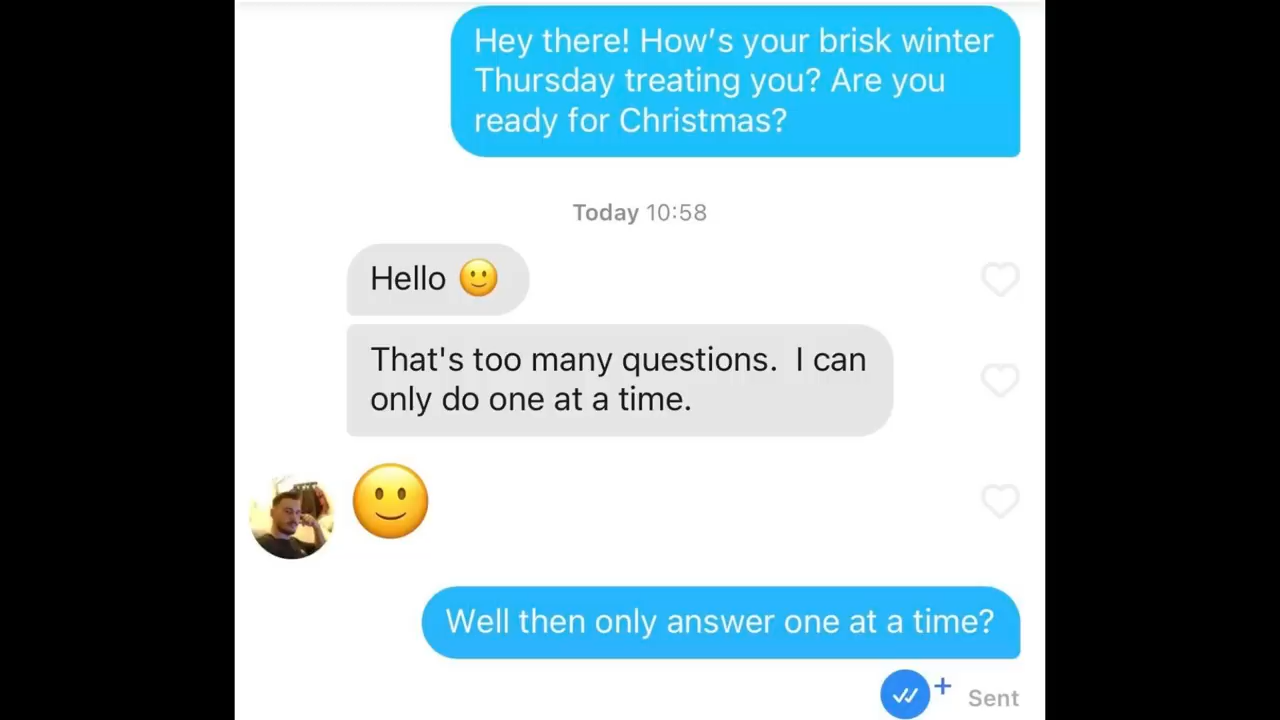 Hey there! How's your brisk winter
Thursday treating you? Are you
ready for Christmas?
Today 10:58
Hello 🙂
That's too many questions.  I can
only do one at a time.
🙂
Well then only answer one at a time?
Sent